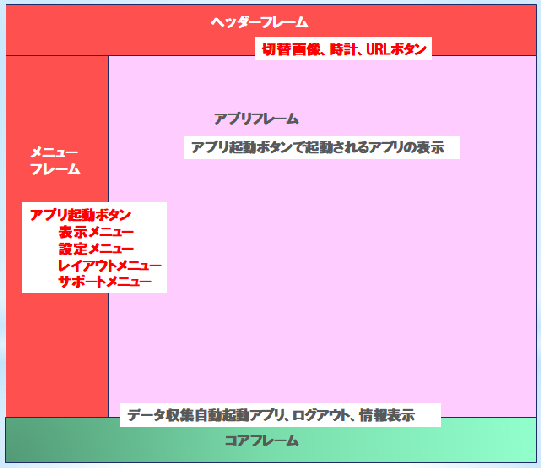 ヘッダーフレーム
切替画像、時計、URLボタン
アプリフレーム
アプリ起動ボタンで起動されるアプリの表示
メニュー
フレーム
アプリ起動ボタン
表示メニュー
設定メニュー
レイアウトメニュー
サポートメニュー
データ収集自動起動アプリ、ログアウト、情報表示
コアフレーム